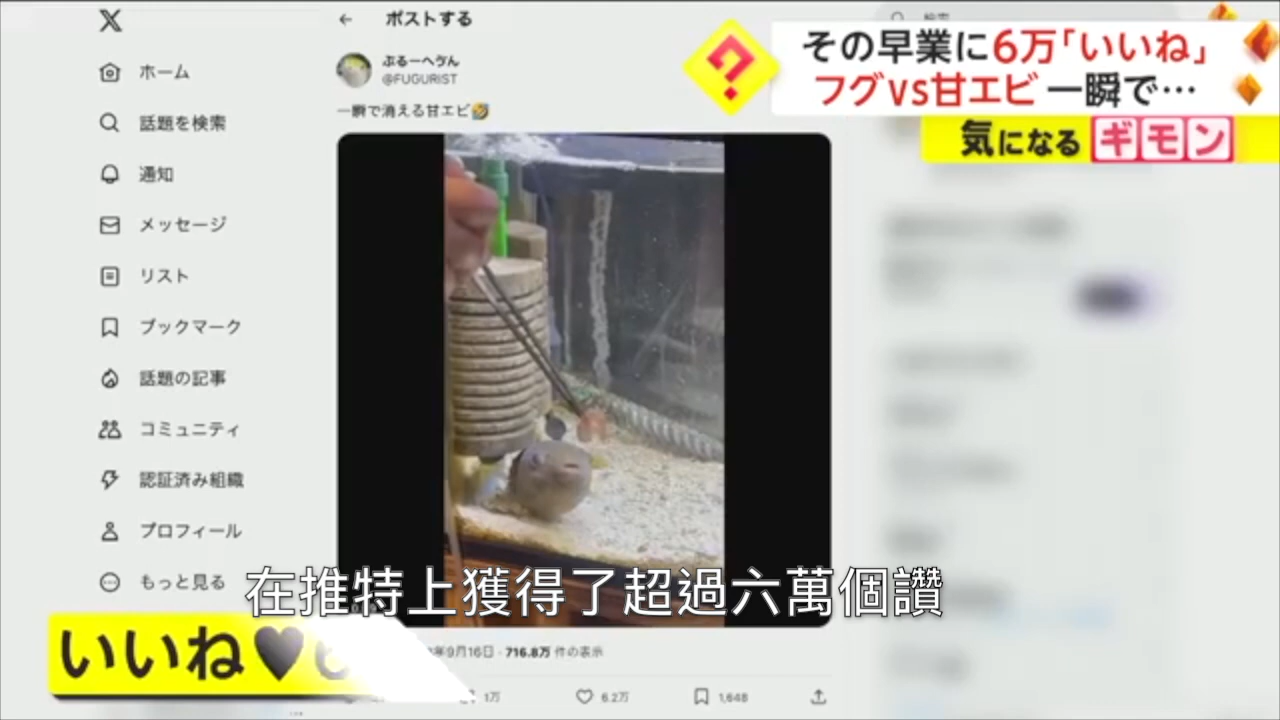 ポストする
検索
ぶるーへゔん
@FUGURIST
一瞬で消える甘エビ🤣
ホーム
話題を検索
通知
メッセージ
リスト
ブックマーク
話題の記事
コミュニティ
認証済み組織
プロフィール
もっと見る
その早業に6万「いいね」
フグvs甘エビ 一瞬で…
気になるギモン
在推特上獲得了超過六萬個讚
いいね♥
年9月16日 · 716.8万 件の表示
1万
6.2万
1,648